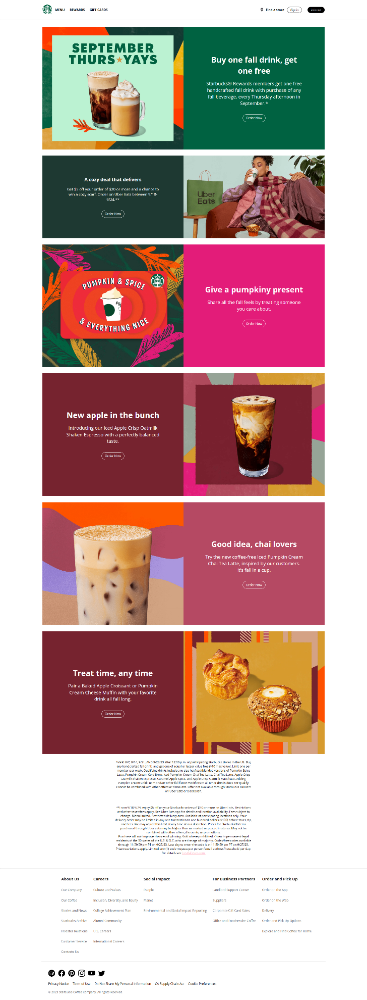 MENU
REWARDS
GIFT CARDS
Find a store
Sign in
Join now
SEPTEMBER
THURS★YAYS
Buy one fall drink, get
one free
Starbucks® Rewards members get one free
handcrafted fall drink with purchase of any
fall beverage, every Thursday afternoon in
September.*
Order Now
A cozy deal that delivers
Get $5 off your order of $20 or more and a chance to
win a cozy scarf. Order on Uber Eats between 9/18-
9/24.**
Order Now
Uber
Eats
PUMPKIN & SPICE
PSL
& EVERYTHING NICE
Give a pumpkiny present
Share all the fall feels by treating someone
you care about.
Order Now
New apple in the bunch
Introducing our Iced Apple Crisp Oatmilk
Shaken Espresso with a perfectly balanced
taste.
Order Now
Good idea, chai lovers
Try the new coffee-free Iced Pumpkin Cream
Chai Tea Latte, inspired by our customers.
It's fall in a cup.
Order Now
Treat time, any time
Pair a Baked Apple Croissant or Pumpkin
Cream Cheese Muffin with your favorite
drink all fall long.
Order Now
*Valid 9/7, 9/14, 9/21, AND 9/28/23 after 12:00 p.m. at participating Starbucks stores in the US. Buy
any handcrafted fall drink, and get one of equal or lesser value free ($10 max value). Limit one per
member per week. Qualifying drinks include any size hot/iced/blended versions of Pumpkin Spice
Latte, Pumpkin Cream Cold Brew, Iced Pumpkin Cream Chai Tea Latte, Chai Tea Latte, Apple Crisp
Oatmilk Shaken Espresso, Caramel Apple Spice, and Apple Crisp Oatmilk Macchiato. Adding
Pumpkin Cream Cold Foam and/or other fall flavor modifiers to all other drinks does not qualify.
Cannot be combined with other offers or discounts. Offer not available through Starbucks Delivers
on Uber Eats or DoorDash.
**From 9/18-9/24, enjoy $5 off on your Starbucks orders of $20 or more on Uber Eats. Restrictions
and other taxes/fees apply. See Uber Eats app for details and location availability. Fees subject to
change. Menu limited. Restricted delivery area. Available at participating locations only. Your
delivery order may be limited in any one transaction to one hundred dollars (*100) before taxes, tip,
and fees. We may adjust this limit at any time at our discretion. Prices for Starbucks® items
purchased through Uber eats may be higher than as marked or posted in stores. May not be
combined with other offers, discounts, or promotions.
Purchase will not improve chances of winning. Void where prohibited. Open to permanent legal
residents of the 50 states of the U.S. & D.C. who are the age of majority. Codes/free codes available
through 11:59:59 pm PT on 9/27/23. Last day to enter the code is at 11:59:59 pm PT on 9/27/23.
Prize restrictions apply. Limited one (1) code request per person/email address/household per day.
For details see
About Us
Our Company
Our Coffee
Stories and News
Starbucks Archive
Investor Relations
Customer Service
Contacts Us
Careers
Culture and Values
Inclusion, Diversity, and Equity
College Achievement Plan
Alumni Community
U.S. Careers
International Careers
Social Impact
People
Planet
Environmental and Social Impact Reporting
For Business Partners
Landlord Support Center
Suppliers
Corporate Gift Card Sales
Office and Foodservice Coffee
Order and Pick Up
Order on the App
Order on the Web
Delivery
Order and Pick Up Options
Explore and Find Coffee for Home
Privacy Notice
Term of Use
Do Not Share My Personal Information
CA Supply Chain Act
Cookie Preferences
© 2023 Starbucks Coffee Company. All rights reserved.